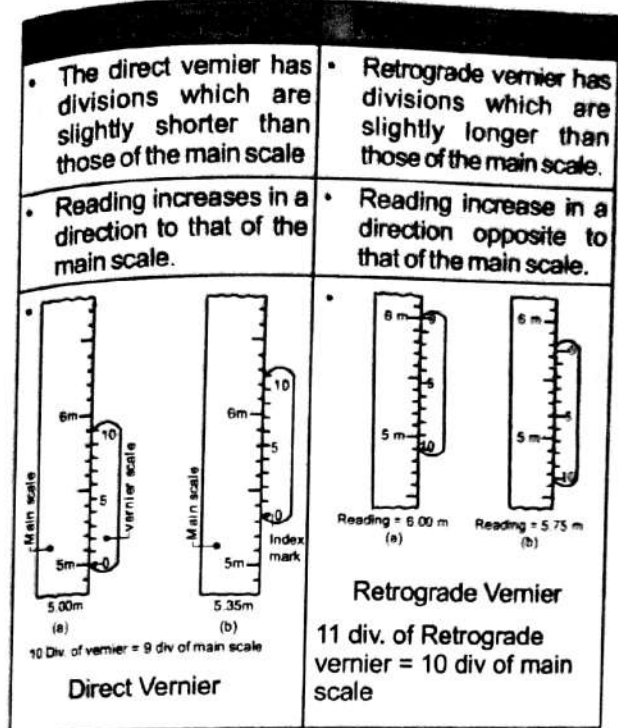 • The direct vernier has
divisions which are
slightly shorter than
those of the main scale
• Retrograde vernier has
divisions which are
slightly longer than
those of the main scale.
• Reading increases in a
direction to that of the
main scale.
• Reading increase in a
direction opposite to
that of the main scale.
•
6m
10
5
5m
0
Main scale
varnier scale
5.00m
(a)
6m
10
5
5m
0
Main scale
Index
mark
5.35m
(b)
10 Div. of vernier = 9 div of main scale
Direct Vernier
•
6 m
0
5
5 m
10
Reading = 6.00 m
(a)
6 m
0
5
5 m
10
Reading = 5.75 m
(b)
Retrograde Vernier
11 div. of Retrograde
vernier = 10 div of main
scale